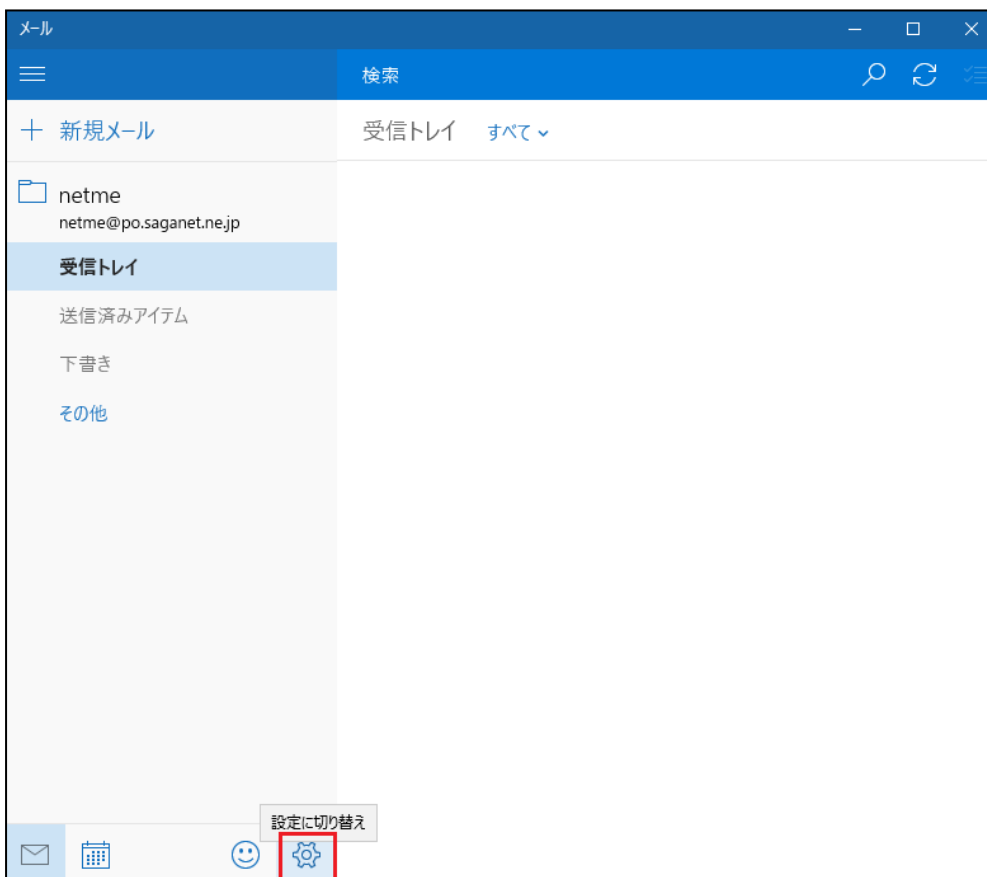 メール
検索
新規メール
受信トレイ すべて
netme
netme@po.saganet.ne.jp
受信トレイ
送信済みアイテム
下書き
その他
設定に切り替え